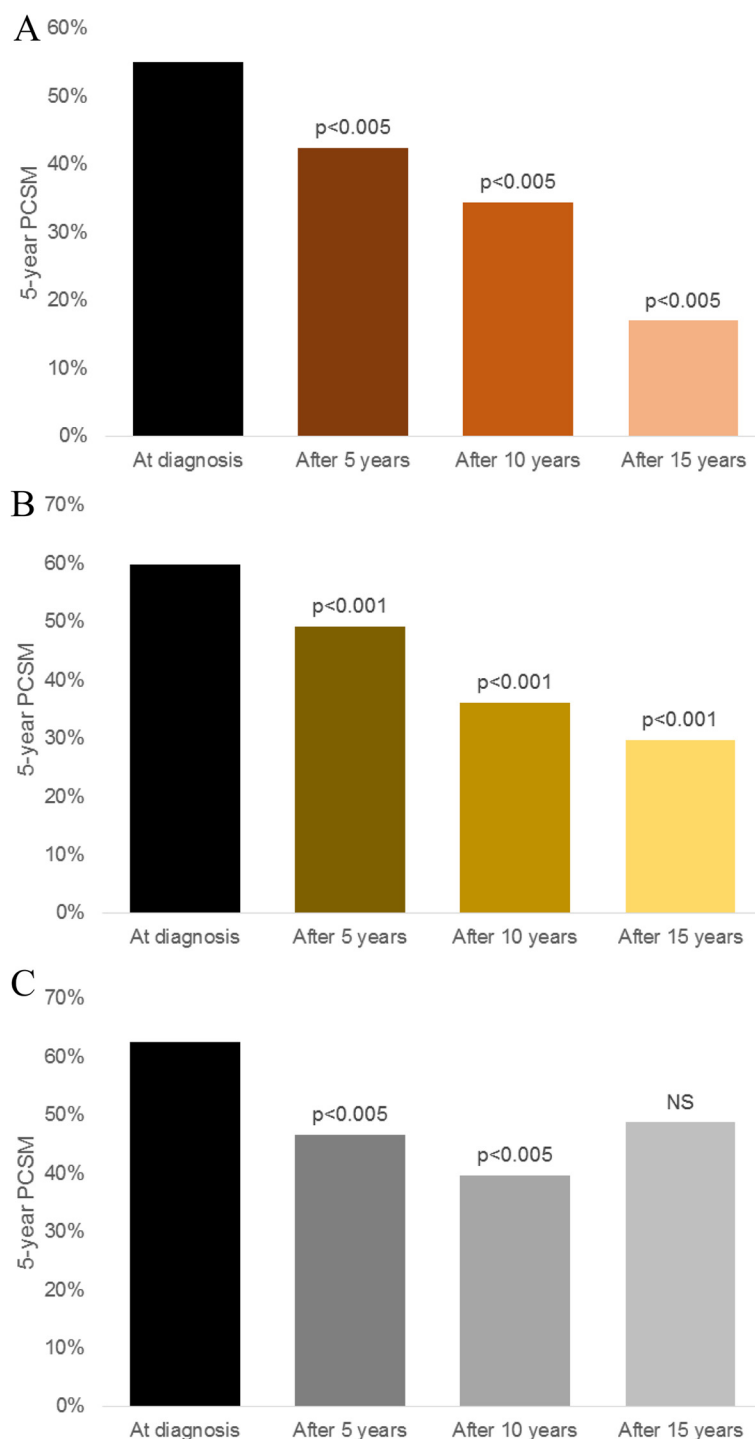 A
60%
50%
40%
30%
20%
10%
0%
5-year PCSM
p<0.005
p<0.005
p<0.005
At diagnosis After 5 years After 10 years After 15 years
B
70%
60%
50%
40%
30%
20%
10%
0%
5-year PCSM
p<0.001
p<0.001
p<0.001
At diagnosis After 5 years After 10 years After 15 years
C
70%
60%
50%
40%
30%
20%
10%
0%
5-year PCSM
p<0.005
p<0.005
NS
At diagnosis After 5 years After 10 years After 15 years